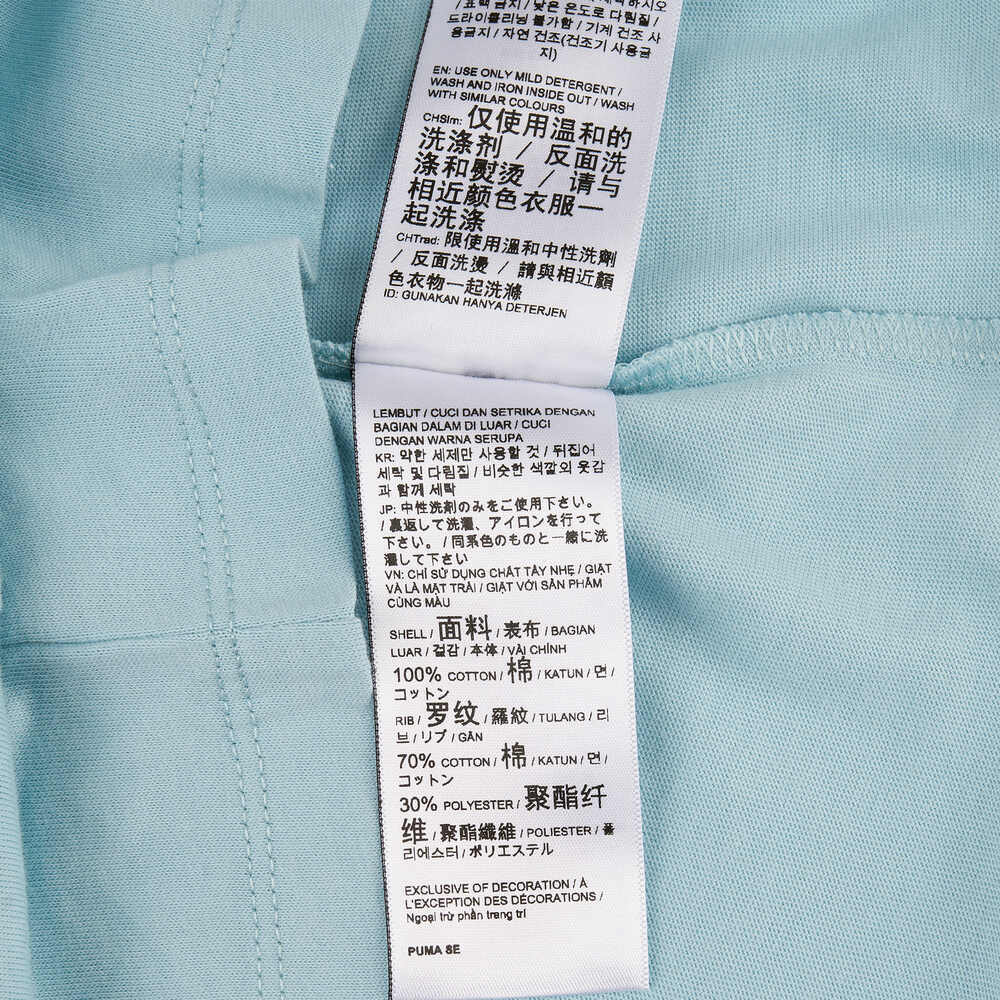 / 표백 금지 / 낮은 온도로 다림질 /
드라이클리닝 불가함 / 기계 건조 사
용금지 / 자연 건조(건조기 사용금
지)
EN: USE ONLY MILD DETERGENT /
WASH AND IRON INSIDE OUT / WASH
WITH SIMILAR COLOURS
CHSIm: 仅使用温和的
洗涤剂 / 反面洗
涤和熨烫 / 请与
相近颜色衣服一
起洗涤
CHTrad: 限使用溫和中性洗劑
/ 反面洗燙 / 請與相近顏
色衣物一起洗滌
ID: GUNAKAN HANYA DETERJEN
LEMBUT / CUCI DAN SETRIKA DENGAN
BAGIAN DALAM DI LUAR / CUCI
DENGAN WARNA SERUPA
KR: 약한 세제만 사용할 것 / 뒤집어
세탁 및 다림질 / 비슷한 색깔의 옷감
과 함께 세탁
JP: 中性洗剤のみをご使用下さい。
/ 裏返して洗濯、アイロンを行って
下さい。/ 同系色のものと一緒に洗
濯して下さい
VN: CHỈ SỬ DỤNG CHẤT TẨY NHẸ / GIẶT
VÀ LÀ MẶT TRÁI / GIẶT VỚI SẢN PHẨM
CÙNG MÀU
SHELL / 面料 / 表布 / BAGIAN
LUAR / 겉감 / 本体 / VẢI CHÍNH
100% COTTON / 棉 / KATUN / 면 /
コットン
RIB / 罗纹 / 羅紋 / TULANG / 리
브 / リブ / GÂN
70% COTTON / 棉 / KATUN / 면 /
コットン
30% POLYESTER / 聚酯纤
维 / 聚酯纖維 / POLIESTER / 폴
리에스터 / ポリエステル
EXCLUSIVE OF DECORATION / À
L'EXCEPTION DES DÉCORATIONS /
Ngoại trừ phần trang trí
PUMA SE